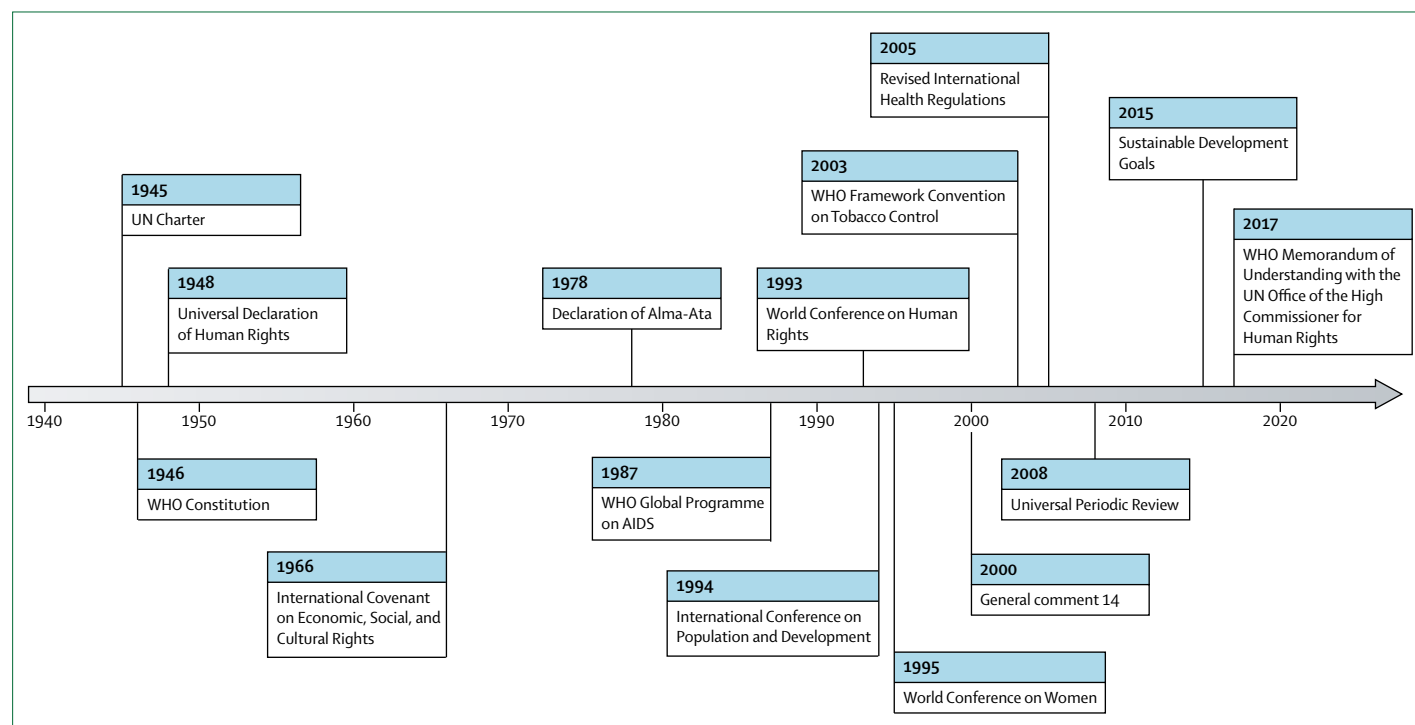 2005
Revised International
Health Regulations
2015
Sustainable Development
Goals
2003
WHO Framework Convention
on Tobacco Control
1945
UN Charter
2017
WHO Memorandum of
Understanding with the
UN Office of the High
Commissioner for
Human Rights
1948
Universal Declaration
of Human Rights
1978
Declaration of Alma-Ata
1993
World Conference on Human
Rights
1940 1950 1960 1970 1980 1990 2000 2010 2020
1946
WHO Constitution
1987
WHO Global Programme
on AIDS
2008
Universal Periodic Review
1966
International Covenant
on Economic, Social, and
Cultural Rights
1994
International Conference on
Population and Development
2000
General comment 14
1995
World Conference on Women